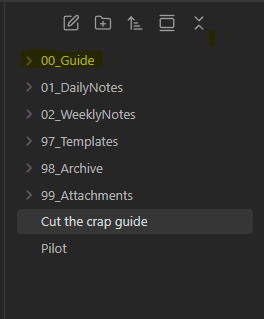 00_Guide
01_DailyNotes
02_WeeklyNotes
97_Templates
98_Archive
99_Attachments
Cut the crap guide
Pilot